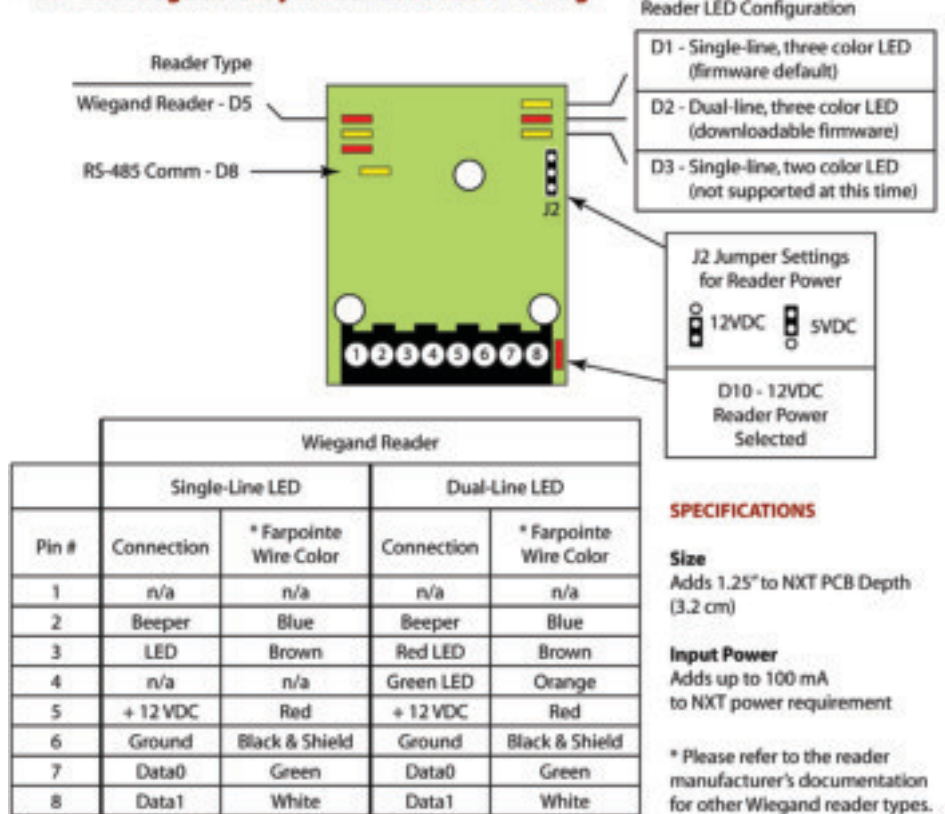 Reader LED Configuration
D1 - Single-line, three color LED
(firmware default)
D2 - Dual-line, three color LED
(downloadable firmware)
D3 - Single-line, two color LED
(not supported at this time)
Reader Type
Wiegand Reader - D5
RS-485 Comm - D8
J2
J2 Jumper Settings
for Reader Power
12VDC 5VDC
D10 - 12VDC
Reader Power
Selected
1 2 3 4 5 6 7 8
Wiegand Reader
Single-Line LED Dual-Line LED
Pin # Connection * Farpointe Wire Color Connection * Farpointe Wire Color
1 n/a n/a n/a n/a
2 Beeper Blue Beeper Blue
3 LED Brown Red LED Brown
4 n/a n/a Green LED Orange
5 + 12 VDC Red + 12 VDC Red
6 Ground Black & Shield Ground Black & Shield
7 Data0 Green Data0 Green
8 Data1 White Data1 White
SPECIFICATIONS
Size
Adds 1.25" to NXT PCB Depth
(3.2 cm)
Input Power
Adds up to 100 mA
to NXT power requirement
* Please refer to the reader
manufacturer's documentation
for other Wiegand reader types.